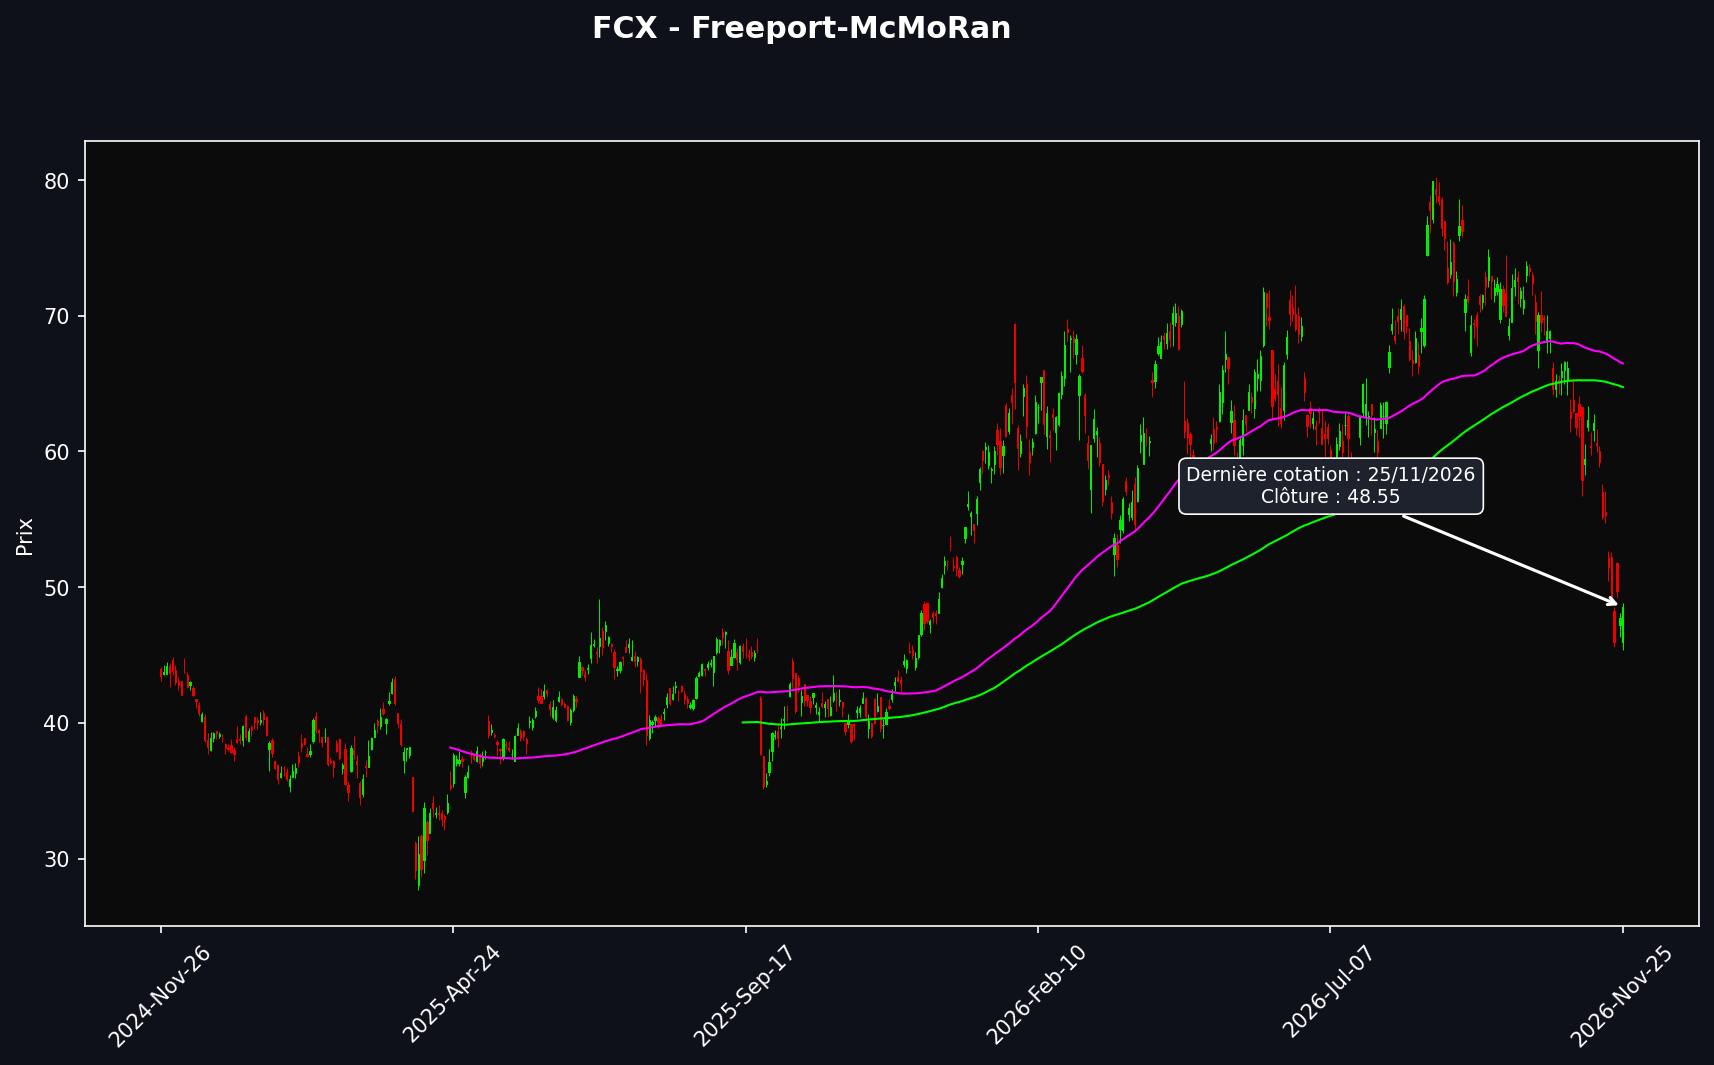 FCX - Freeport-McMoRan
80
70
60
50
40
30
Prix
Dernière cotation : 25/11/2026
Clôture : 48.55
2024-Nov-26
2025-Apr-24
2025-Sep-17
2026-Feb-10
2026-Jul-07
2026-Nov-25